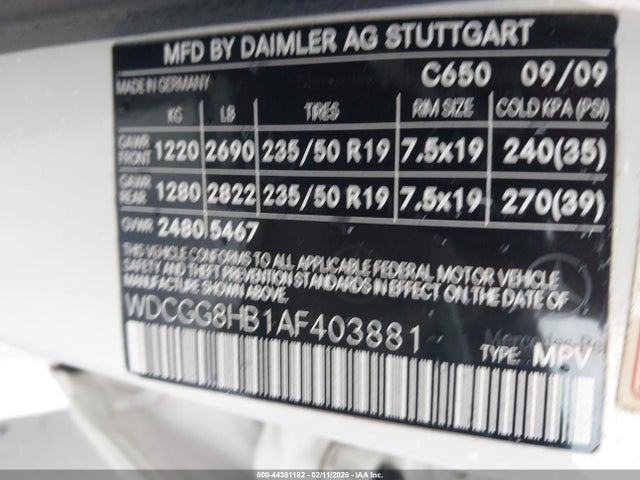 MFD BY DAIMLER AG STUTTGART
MADE IN GERMANY C650 09/09
KG LB TIRES RIM SIZE COLD KPA (PSI)
GAWR FRONT 1220 2690 235/50 R19 7.5x19 240(35)
GAWR REAR 1280 2822 235/50 R19 7.5x19 270(39)
GVWR 2480 5467
THIS VEHICLE CONFORMS TO ALL APPLICABLE FEDERAL MOTOR VEHICLE
SAFETY AND THEFT PREVENTION STANDARDS IN EFFECT ON THE DATE OF
MANUFACTURE SHOWN ABOVE.
WDCGG8HB1AF403881
TYPE: MPV
000-44381182 - 02/11/2026 - IAA Holdings, LLC.